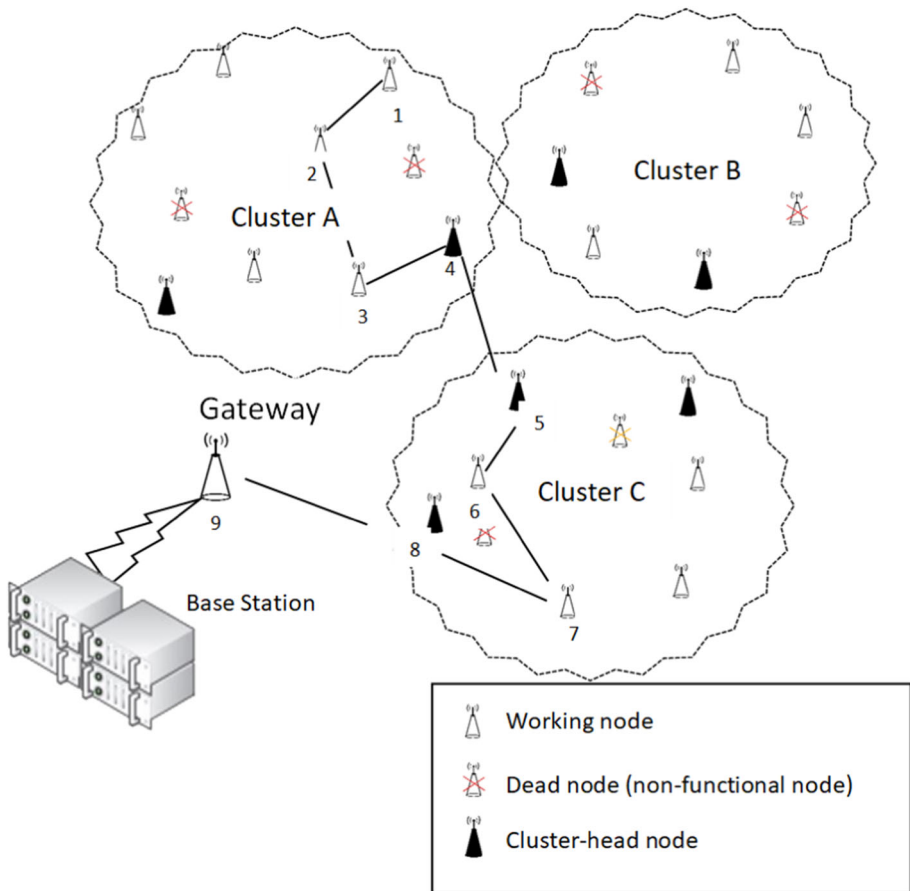 1
2
Cluster A
Cluster B
4
3
Gateway
5
Cluster C
6
9
8
Base Station
7
Working node
Dead node (non-functional node)
Cluster-head node